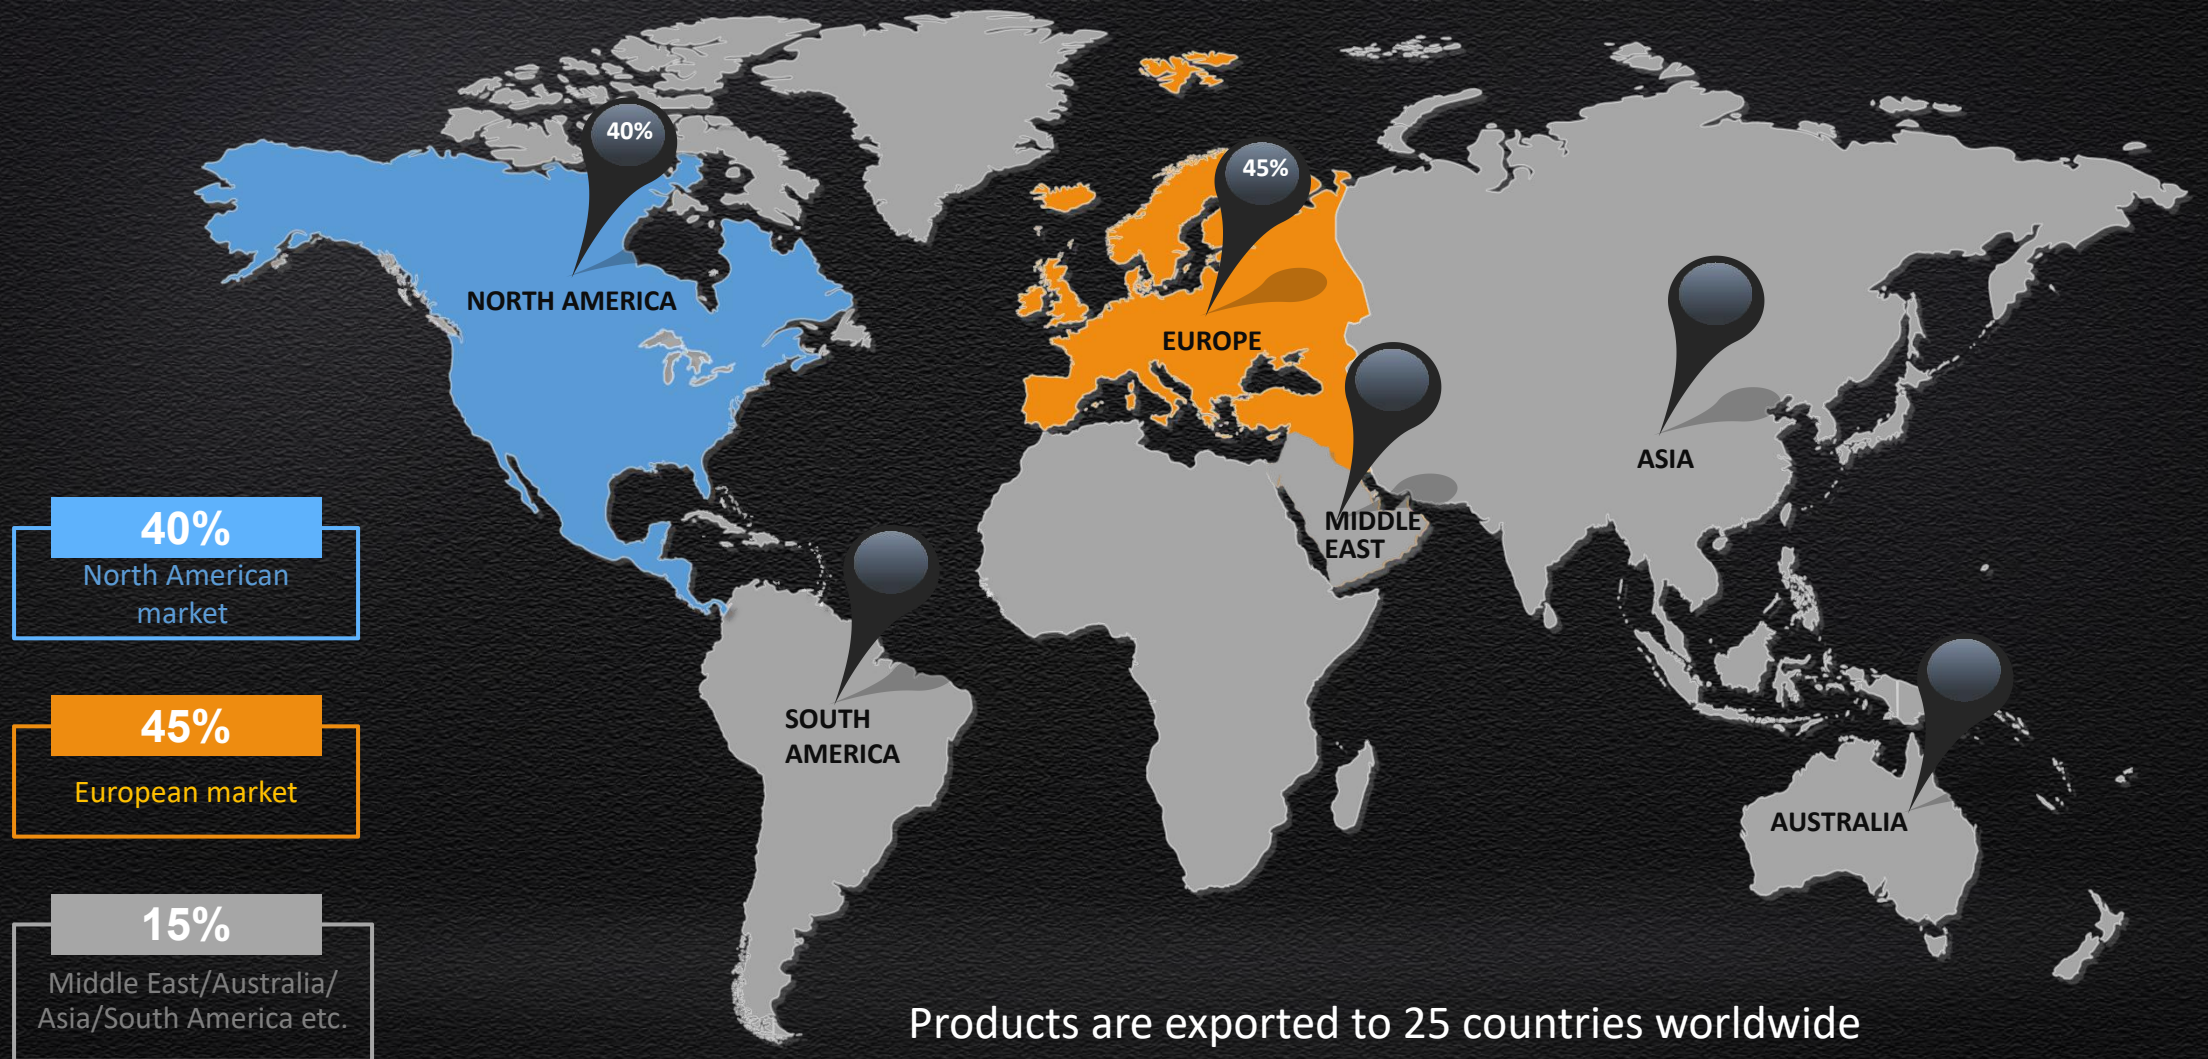 40%
45%
NORTH AMERICA
EUROPE
ASIA
MIDDLE
EAST
SOUTH
AMERICA
AUSTRALIA
40%
North American
market
45%
European market
15%
Middle East/Australia/
Asia/South America etc.
Products are exported to 25 countries worldwide